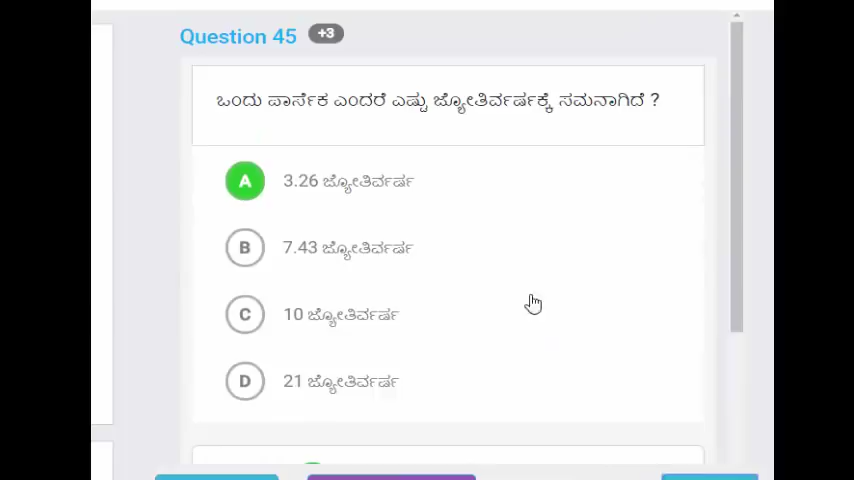 Question 45 +3
ಒಂದು ಪಾರ್ಸೆಕ ಎಂದರೆ ಎಷ್ಟು ಜ್ಯೋತಿರ್ವರ್ಷಕ್ಕೆ ಸಮನಾಗಿದೆ ?
A 3.26 ಜ್ಯೋತಿರ್ವರ್ಷ
B 7.43 ಜ್ಯೋತಿರ್ವರ್ಷ
C 10 ಜ್ಯೋತಿರ್ವರ್ಷ
D 21 ಜ್ಯೋತಿರ್ವರ್ಷ